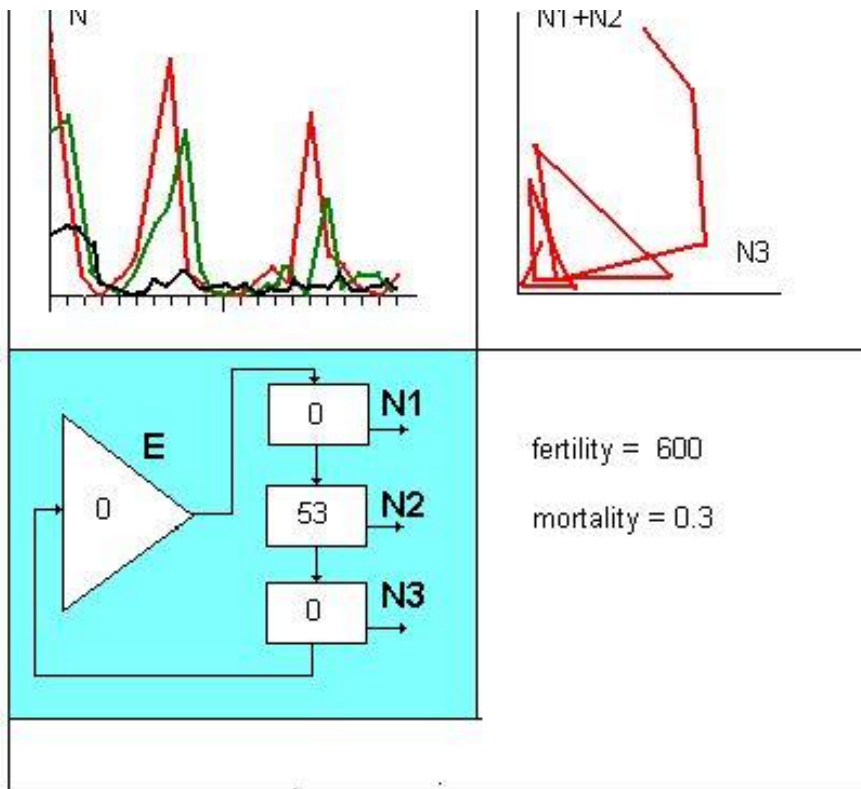 N
N1+N2
N3
E
0
0
N1
53
N2
0
N3
fertility = 600
mortality = 0.3